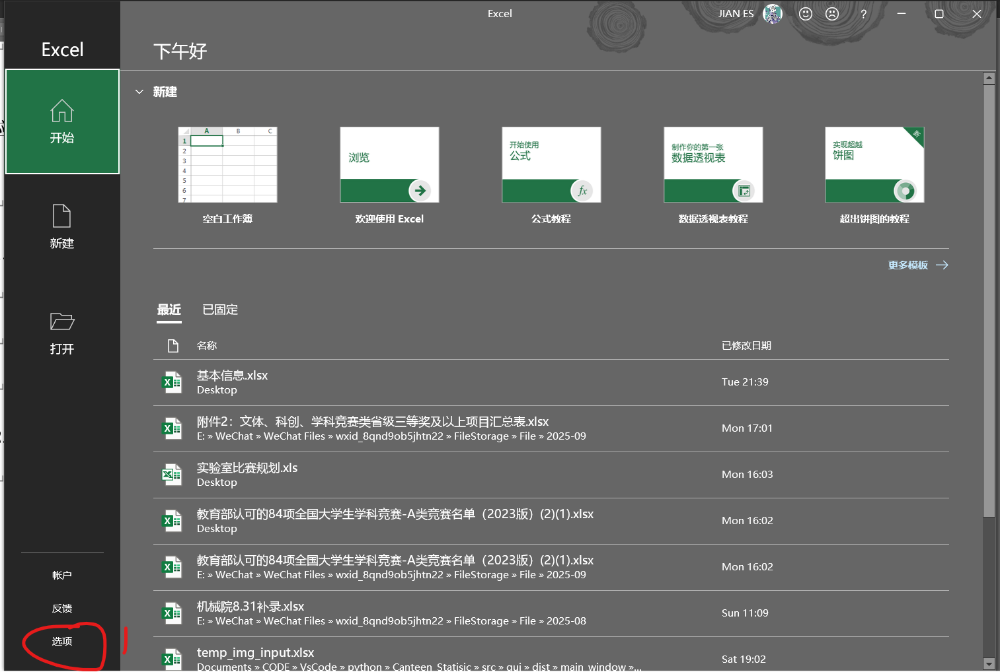 Excel
JIAN ES
?
Excel
下午好
开始
新建
打开
帐户
反馈
选项
新建
A B C
1
2
3
4
5
6
7
空白工作簿
浏览
欢迎使用 Excel
开始使用
公式
fx
公式教程
制作你的第一张
数据透视表
数据透视表教程
新
实现超越
饼图
超出饼图的教程
更多模板
最近 已固定
名称 已修改日期
基本信息.xlsx
Desktop
Tue 21:39
附件2：文体、科创、学科竞赛类省级三等奖及以上项目汇总表.xlsx
E: » WeChat » WeChat Files » wxid_8qnd9ob5jhtn22 » FileStorage » File » 2025-09
Mon 17:01
实验室比赛规划.xls
Desktop
Mon 16:03
教育部认可的84项全国大学生学科竞赛-A类竞赛名单（2023版）(2)(1).xlsx
Desktop
Mon 16:02
教育部认可的84项全国大学生学科竞赛-A类竞赛名单（2023版）(2)(1).xlsx
E: » WeChat » WeChat Files » wxid_8qnd9ob5jhtn22 » FileStorage » File » 2025-09
Mon 16:02
机械院8.31补录.xlsx
E: » WeChat » WeChat Files » wxid_8qnd9ob5jhtn22 » FileStorage » File » 2025-08
Sun 11:09
temp_img_input.xlsx
Documents » CODE » VsCode » python » Canteen_Statisic » src » gui » dist » main_window »...
Sat 19:02